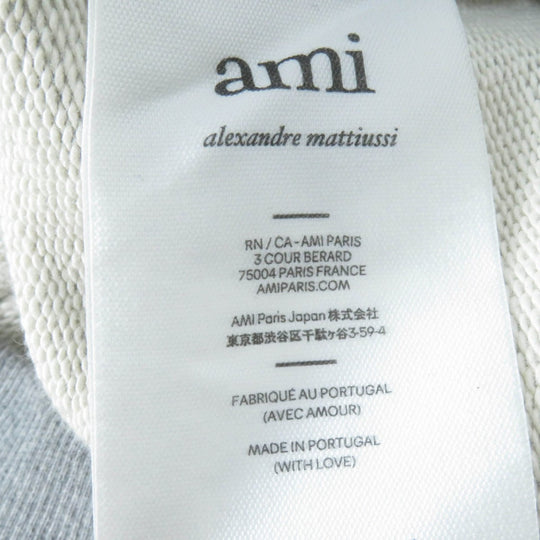 ami
alexandre mattiussi
RN / CA - AMI PARIS
3 COUR BERARD
75004 PARIS FRANCE
AMIPARIS.COM
AMI Paris Japan 株式会社
東京都渋谷区千駄ヶ谷3-59-4
FABRIQUÉ AU PORTUGAL
(AVEC AMOUR)
MADE IN PORTUGAL
(WITH LOVE)